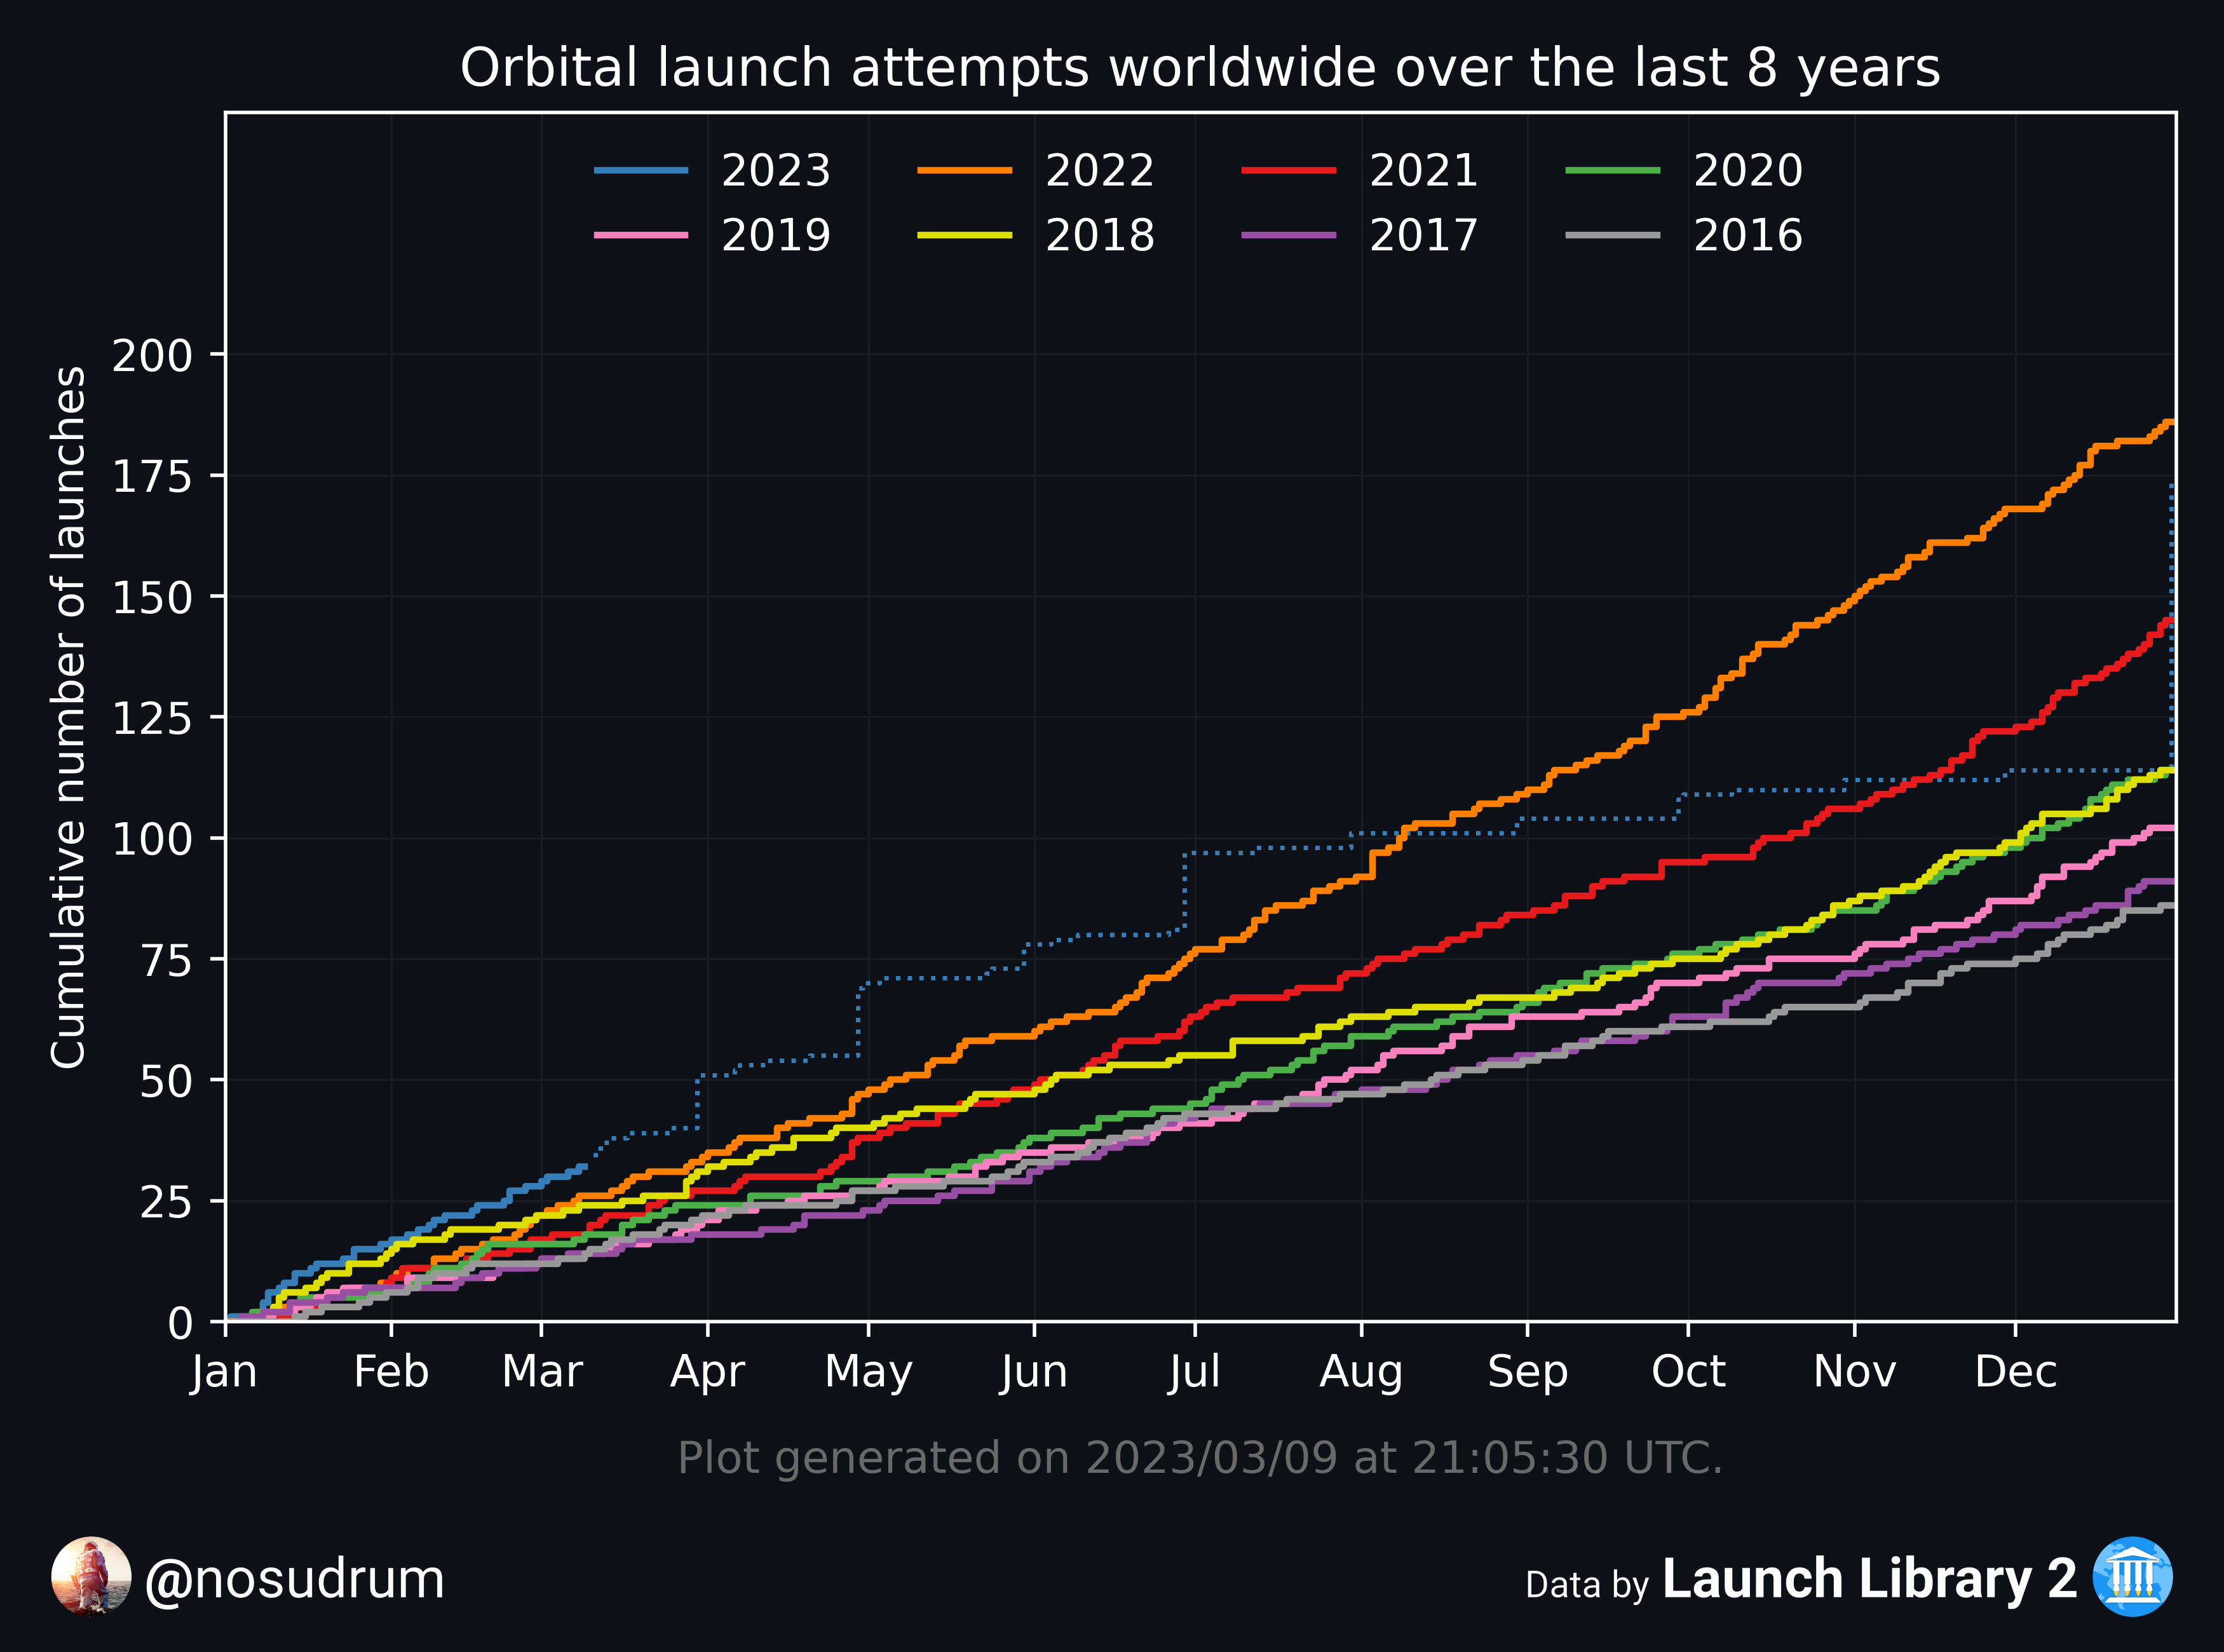 Orbital launch attempts worldwide over the last 8 years
2023 2022 2021 2020
2019 2018 2017 2016
Cumulative number of launches
200
175
150
125
100
75
50
25
0
Jan Feb Mar Apr May Jun Jul Aug Sep Oct Nov Dec
Plot generated on 2023/03/09 at 21:05:30 UTC.
@nosudrum
Data by Launch Library 2